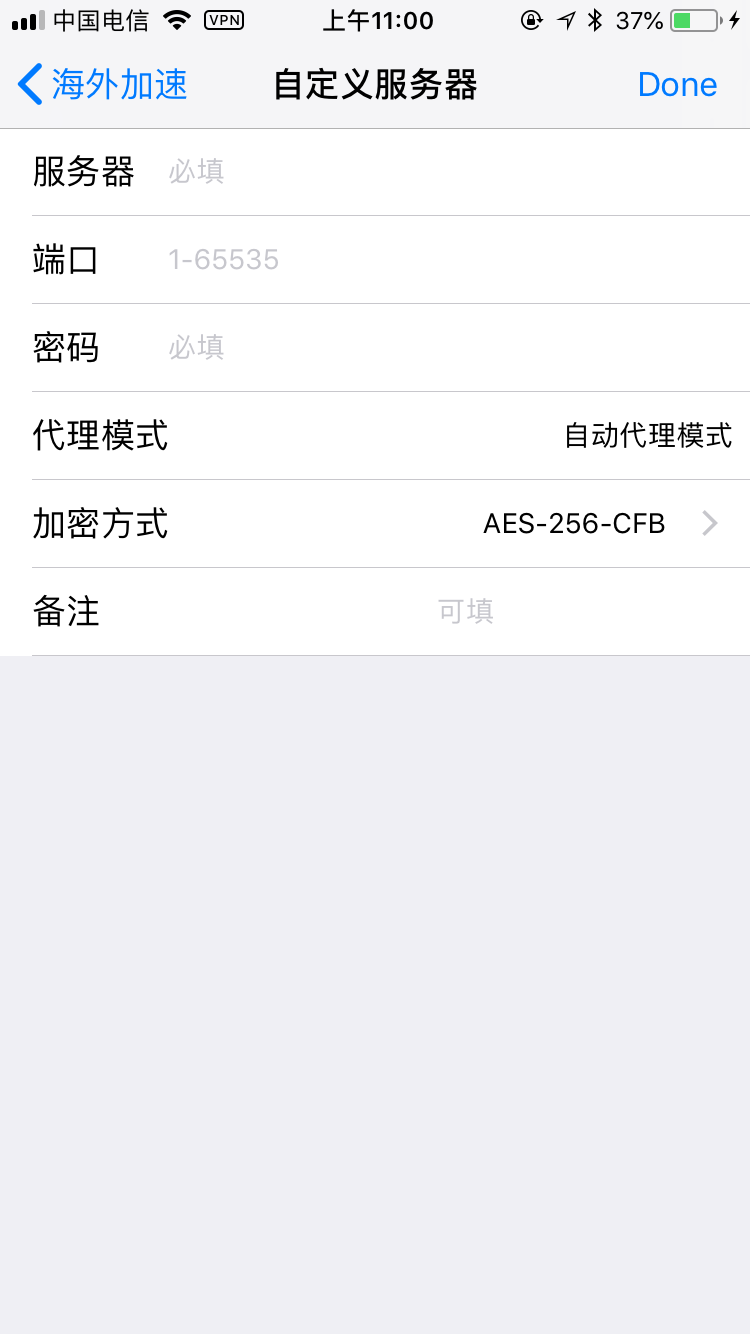 中国电信 VPN 上午11:00 37%
海外加速 自定义服务器 Done
服务器 必填
端口 1-65535
密码 必填
代理模式 自动代理模式
加密方式 AES-256-CFB
备注 可填